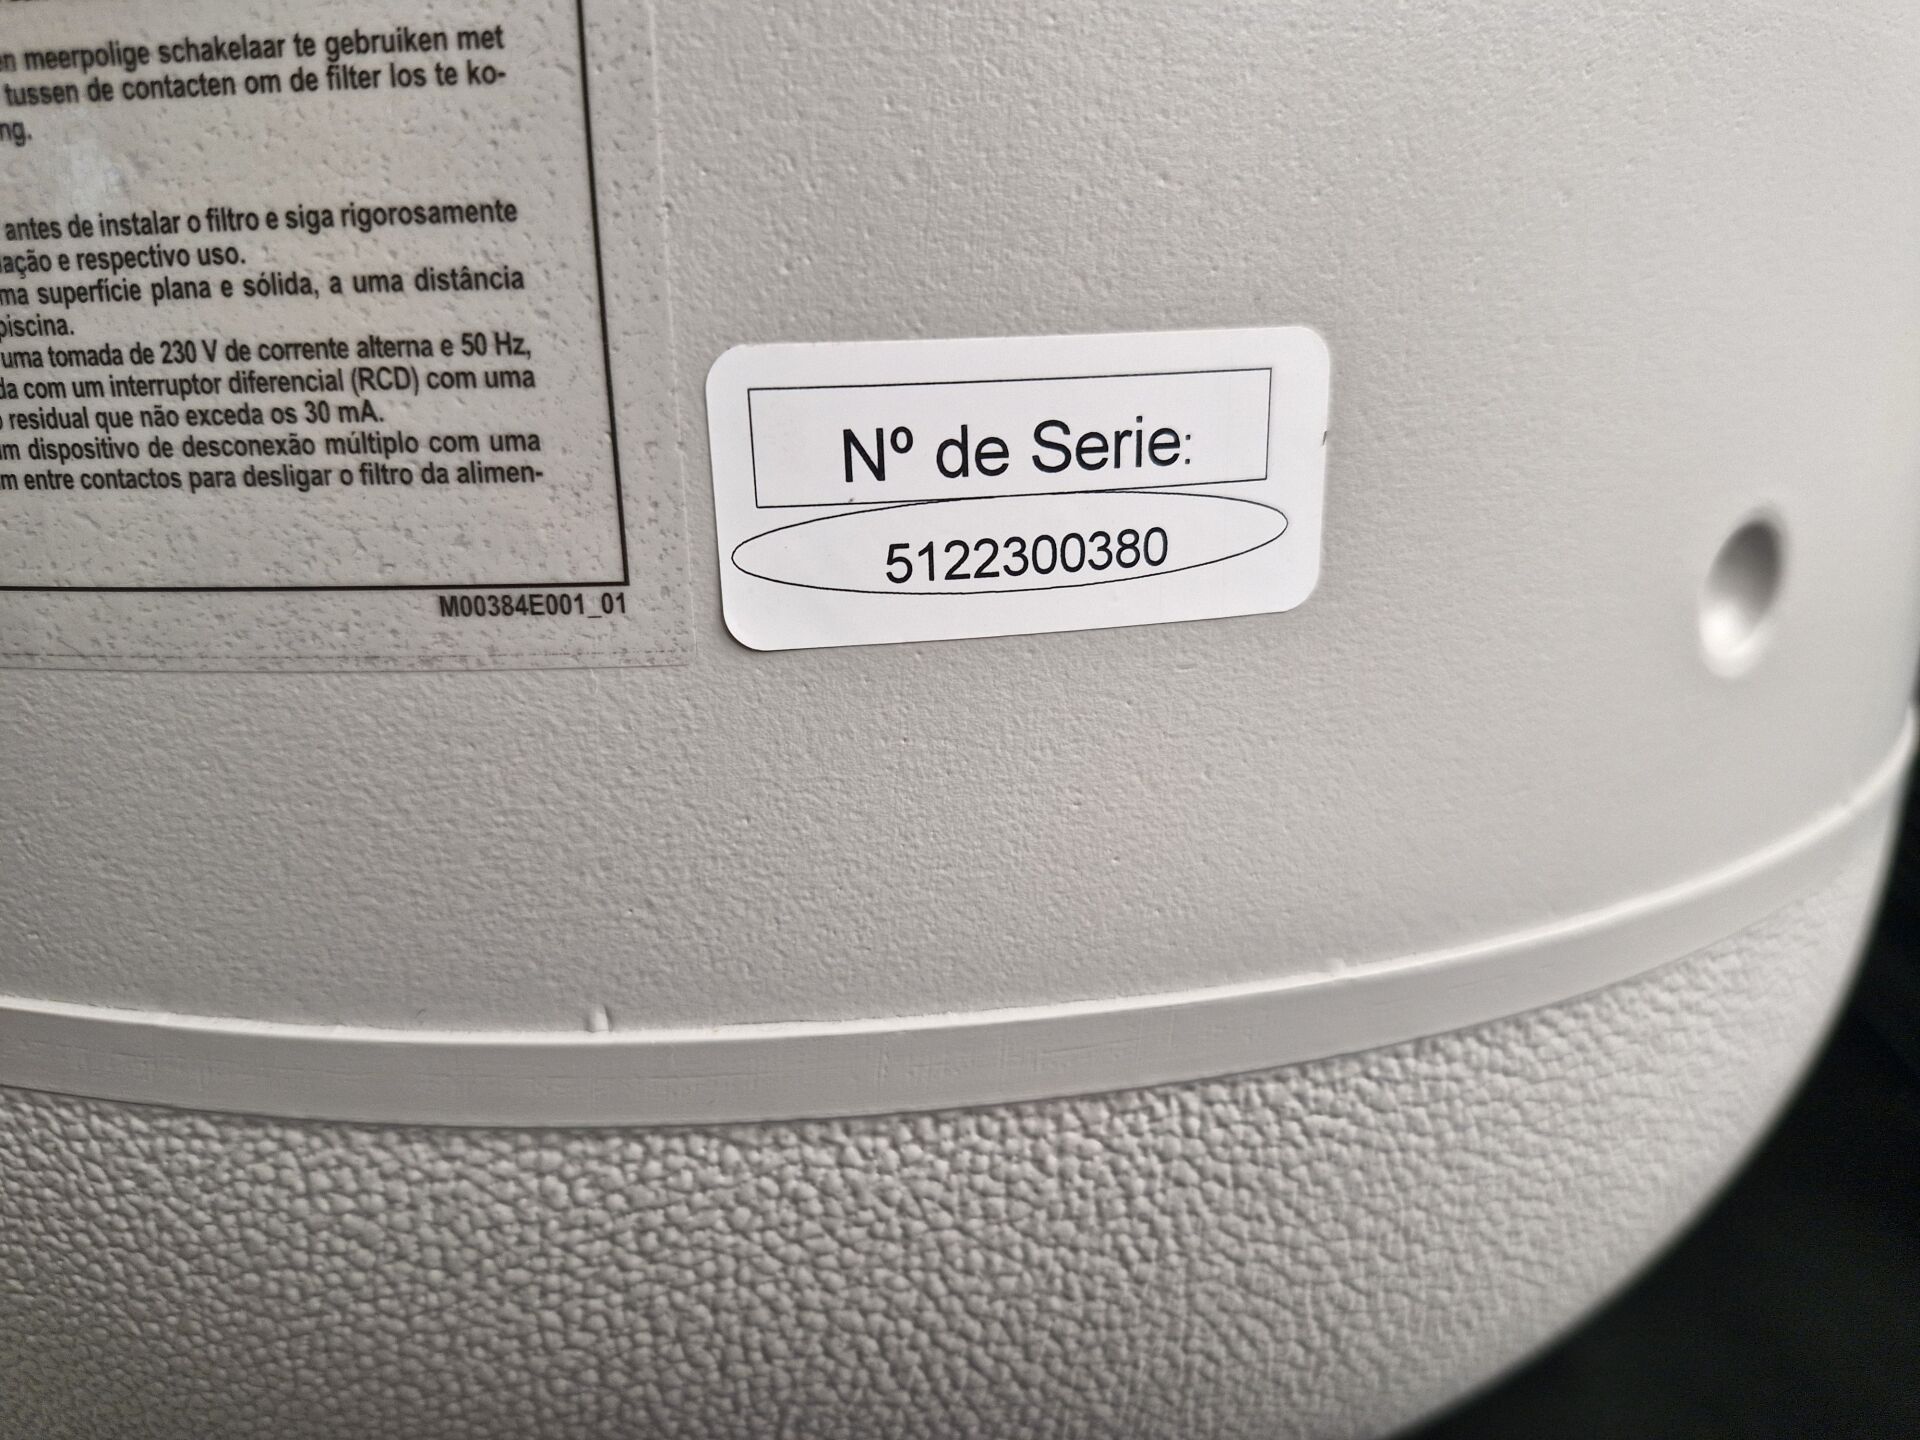 en meerpolige schakelaar te gebruiken met
tussen de contacten om de filter los te ko-
ng.
antes de instalar o filtro e siga rigorosamente
ação e respectivo uso.
ma superfície plana e sólida, a uma distância
piscina.
uma tomada de 230 V de corrente alterna e 50 Hz,
da com um interruptor diferencial (RCD) com uma
o residual que não exceda os 30 mA.
m dispositivo de desconexão múltiplo com uma
m entre contactos para desligar o filtro da alimen-
M00384E001_01
Nº de Serie:
5122300380